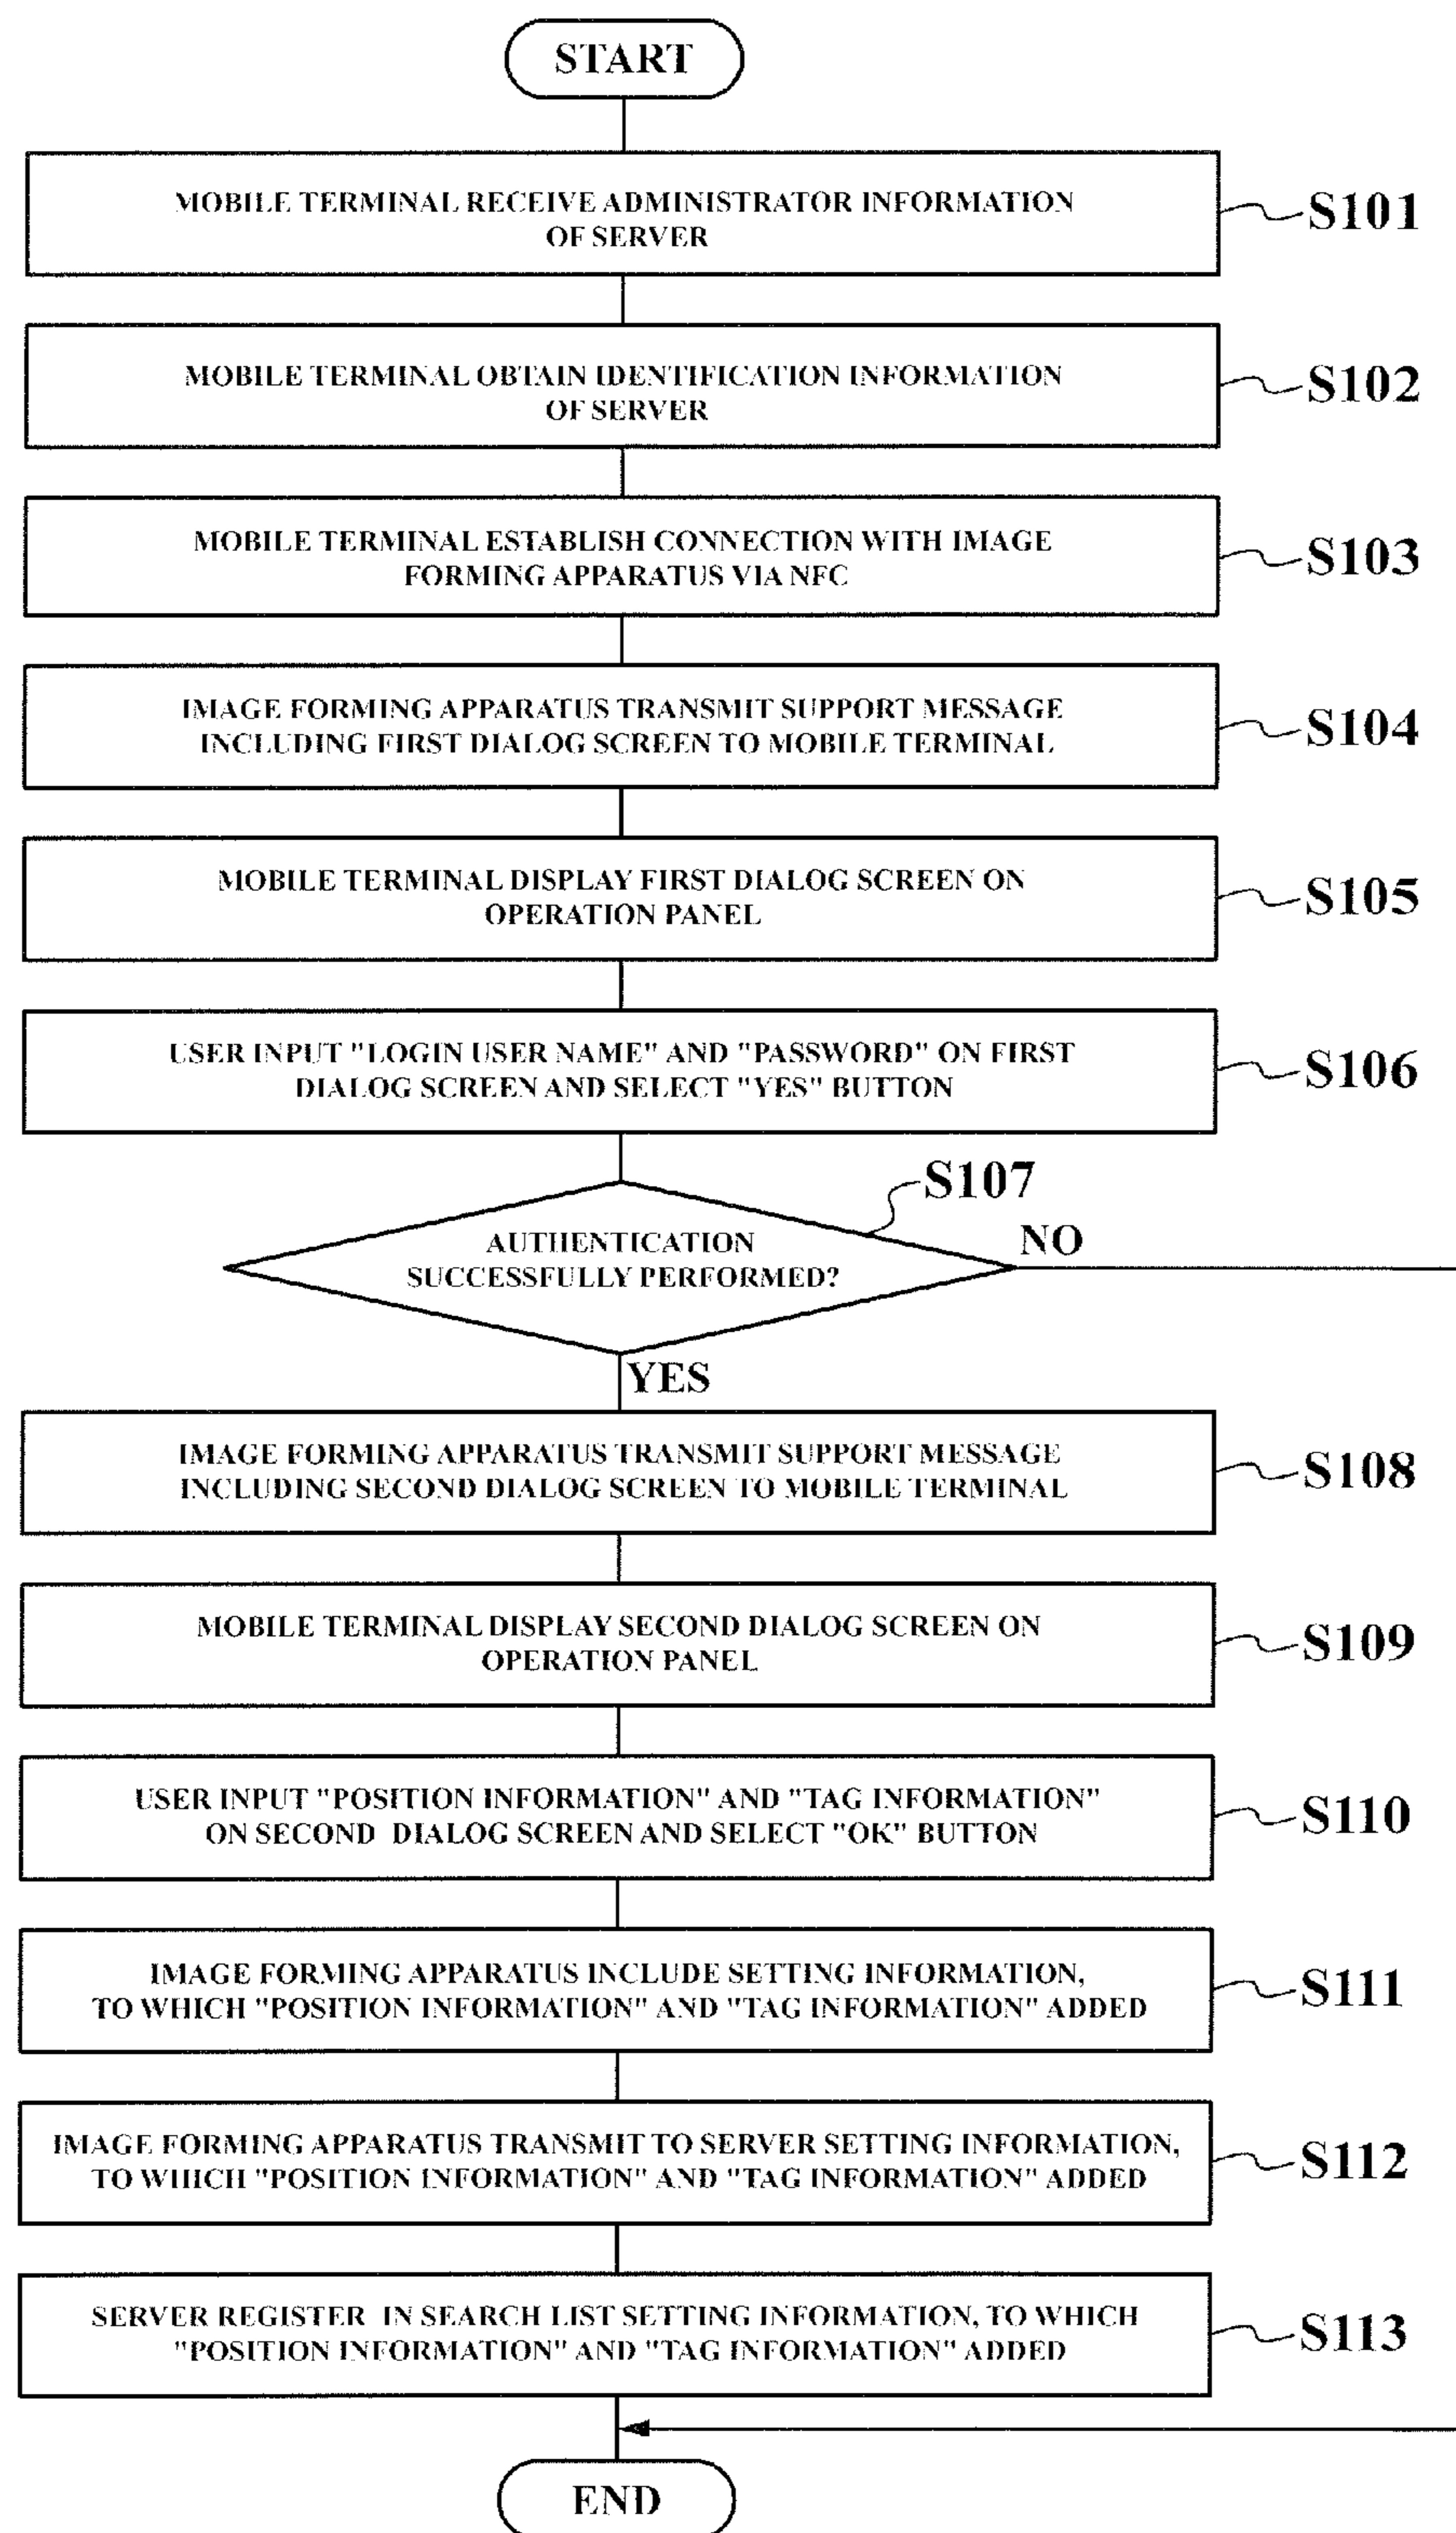 START
MOBILE TERMINAL RECEIVE ADMINISTRATOR INFORMATION
OF SERVER
S101
MOBILE TERMINAL OBTAIN IDENTIFICATION INFORMATION
OF SERVER
S102
MOBILE TERMINAL ESTABLISH CONNECTION WITH IMAGE
FORMING APPARATUS VIA NFC
S103
IMAGE FORMING APPARATUS TRANSMIT SUPPORT MESSAGE
INCLUDING FIRST DIALOG SCREEN TO MOBILE TERMINAL
S104
MOBILE TERMINAL DISPLAY FIRST DIALOG SCREEN ON
OPERATION PANEL
S105
USER INPUT "LOGIN USER NAME" AND "PASSWORD" ON FIRST
DIALOG SCREEN AND SELECT "YES" BUTTON
S106
S107
AUTHENTICATION
SUCCESSFULLY PERFORMED?
NO
YES
IMAGE FORMING APPARATUS TRANSMIT SUPPORT MESSAGE
INCLUDING SECOND DIALOG SCREEN TO MOBILE TERMINAL
S108
MOBILE TERMINAL DISPLAY SECOND DIALOG SCREEN ON
OPERATION PANEL
S109
USER INPUT "POSITION INFORMATION" AND "TAG INFORMATION"
ON SECOND DIALOG SCREEN AND SELECT "OK" BUTTON
S110
IMAGE FORMING APPARATUS INCLUDE SETTING INFORMATION,
TO WHICH "POSITION INFORMATION" AND "TAG INFORMATION" ADDED
S111
IMAGE FORMING APPARATUS TRANSMIT TO SERVER SETTING INFORMATION,
TO WHICH "POSITION INFORMATION" AND "TAG INFORMATION" ADDED
S112
SERVER REGISTER IN SEARCH LIST SETTING INFORMATION, TO WHICH
"POSITION INFORMATION" AND "TAG INFORMATION" ADDED
S113
END